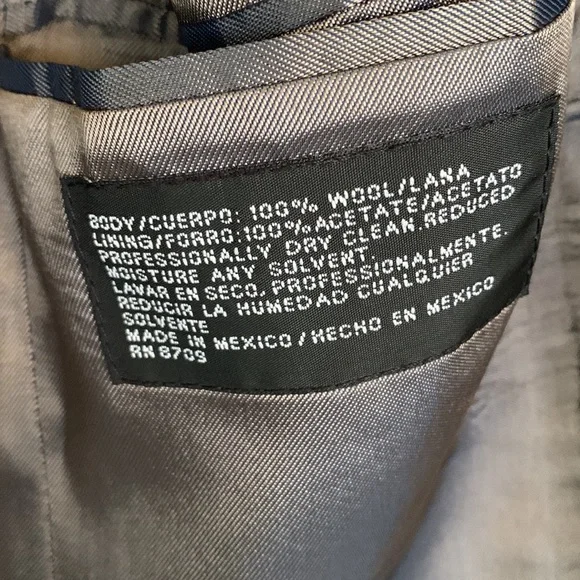 BODY/CUERPO: 100% WOOL/LANA
LINING/FORRO:100% ACETATE/ACETATO
PROFESSIONALLY DRY CLEAN.REDUCED
MOISTURE ANY SOLVENT.
LAVAR EN SECO. PROFESSIONALMENTE.
REDUCIR LA HUMEDAD CUALQUIER
SOLVENTE
MADE IN MEXICO/HECHO EN MEXICO
RN 8709